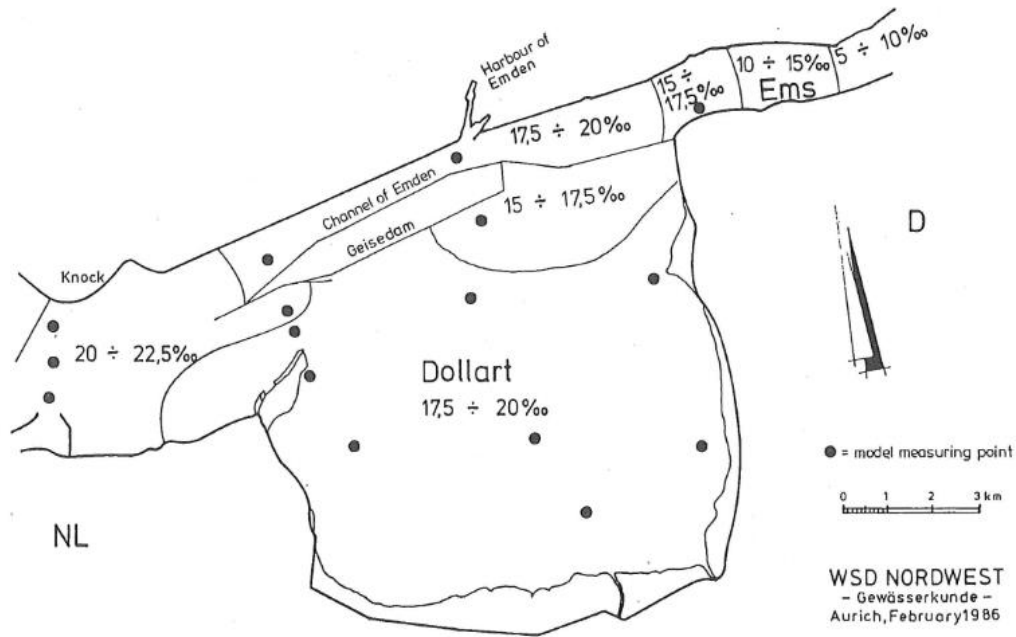 Harbour of
Emden
5 ÷ 10‰
10 ÷ 15‰
Ems
15 ÷
17,5‰
17,5 ÷ 20‰
Channel of Emden
15 ÷ 17,5‰
Geisedam
D
Knock
20 ÷ 22,5‰
Dollart
17,5 ÷ 20‰
● = model measuring point
0 1 2 3 km
NL
WSD NORDWEST
- Gewässerkunde -
Aurich, February 1986